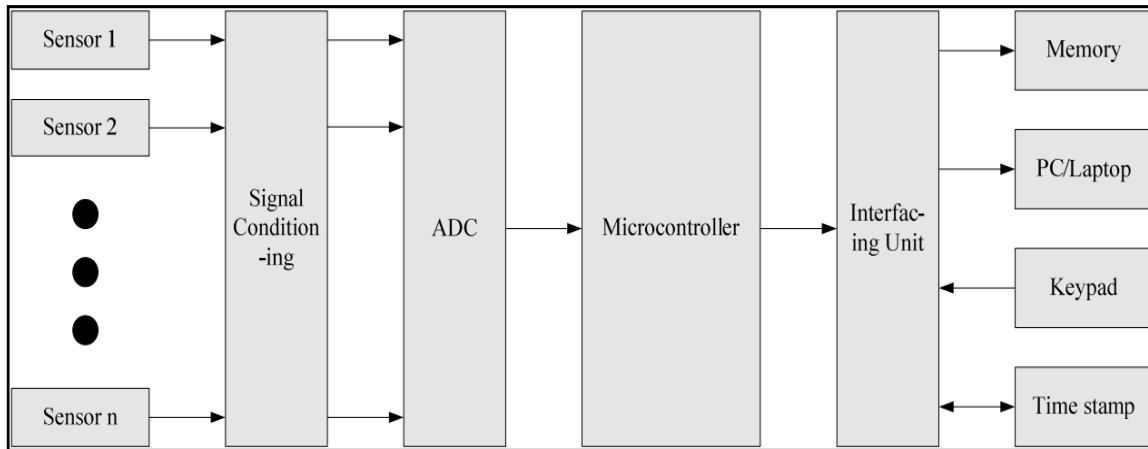 Sensor 1
Sensor 2
Sensor n
Signal
Condition
-ing
ADC
Microcontroller
Interfac-
ing Unit
Memory
PC/Laptop
Keypad
Time stamp